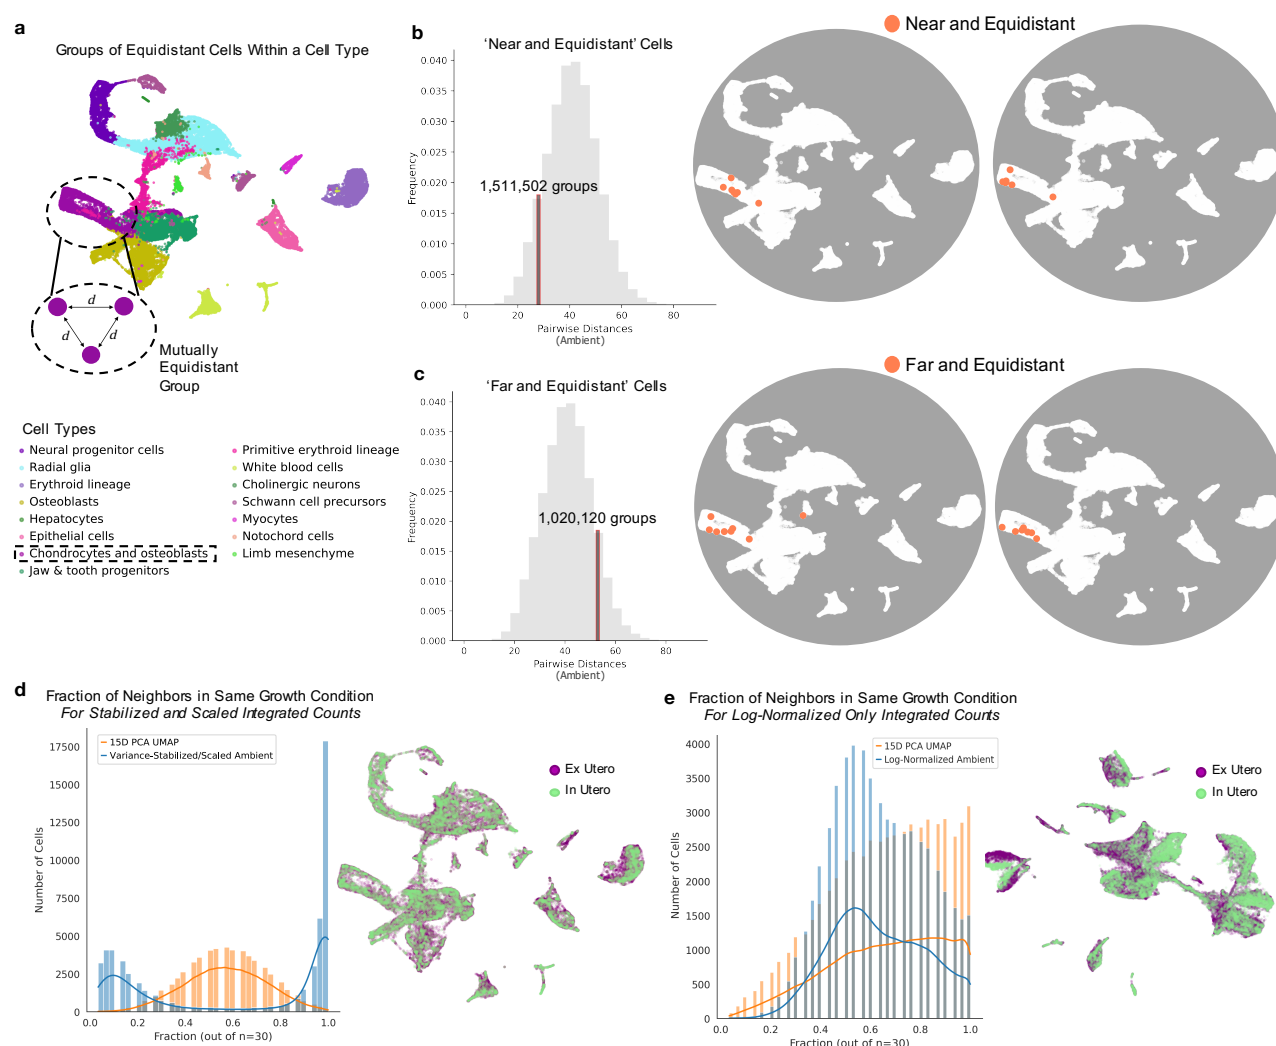 a
Groups of Equidistant Cells Within a Cell Type
d
d
d
Mutually
Equidistant
Group
Cell Types
Neural progenitor cells
Radial glia
Erythroid lineage
Osteoblasts
Hepatocytes
Epithelial cells
Chondrocytes and osteoblasts
Jaw & tooth progenitors
Primitive erythroid lineage
White blood cells
Cholinergic neurons
Schwann cell precursors
Myocytes
Notochord cells
Limb mesenchyme
b
‘Near and Equidistant’ Cells
0.040
0.035
0.030
0.025
0.020
0.015
0.010
0.005
0.000
Frequency
1,511,502 groups
0 20 40 60 80
Pairwise Distances
(Ambient)
Near and Equidistant
c
‘Far and Equidistant’ Cells
0.040
0.035
0.030
0.025
0.020
0.015
0.010
0.005
0.000
Frequency
1,020,120 groups
0 20 40 60 80
Pairwise Distances
(Ambient)
Far and Equidistant
d
Fraction of Neighbors in Same Growth Condition
For Stabilized and Scaled Integrated Counts
15D PCA UMAP
Variance-Stabilized/Scaled Ambient
17500
15000
12500
10000
7500
5000
2500
0
Number of Cells
0.0 0.2 0.4 0.6 0.8 1.0
Fraction (out of n=30)
Ex Utero
In Utero
e
Fraction of Neighbors in Same Growth Condition
For Log-Normalized Only Integrated Counts
15D PCA UMAP
Log-Normalized Ambient
4000
3500
3000
2500
2000
1500
1000
500
0
Number of Cells
0.0 0.2 0.4 0.6 0.8 1.0
Fraction (out of n=30)
Ex Utero
In Utero